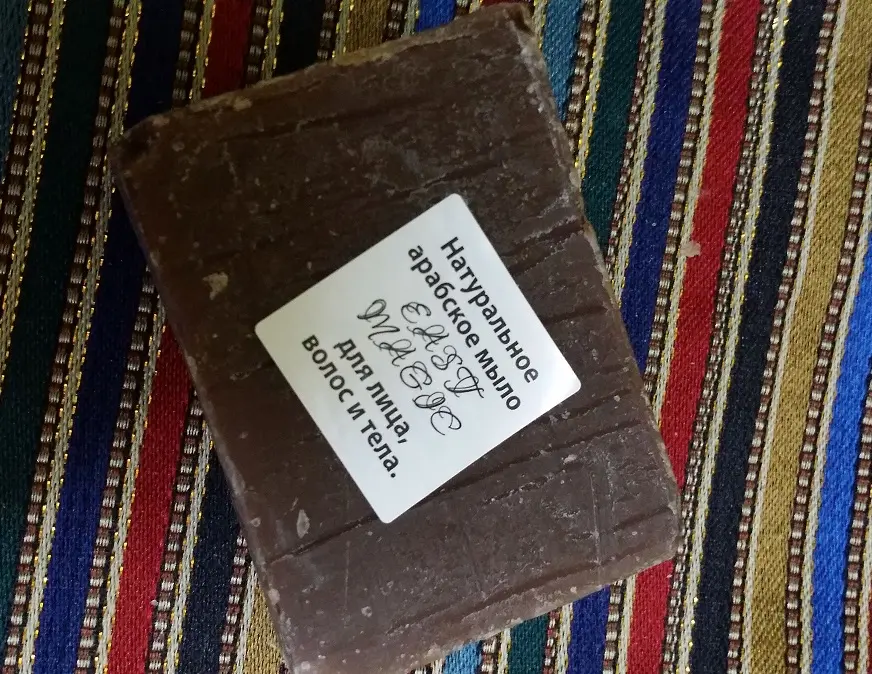 Натуральное
арабское мыло
EAST
MAGIC
для лица,
волос и тела.